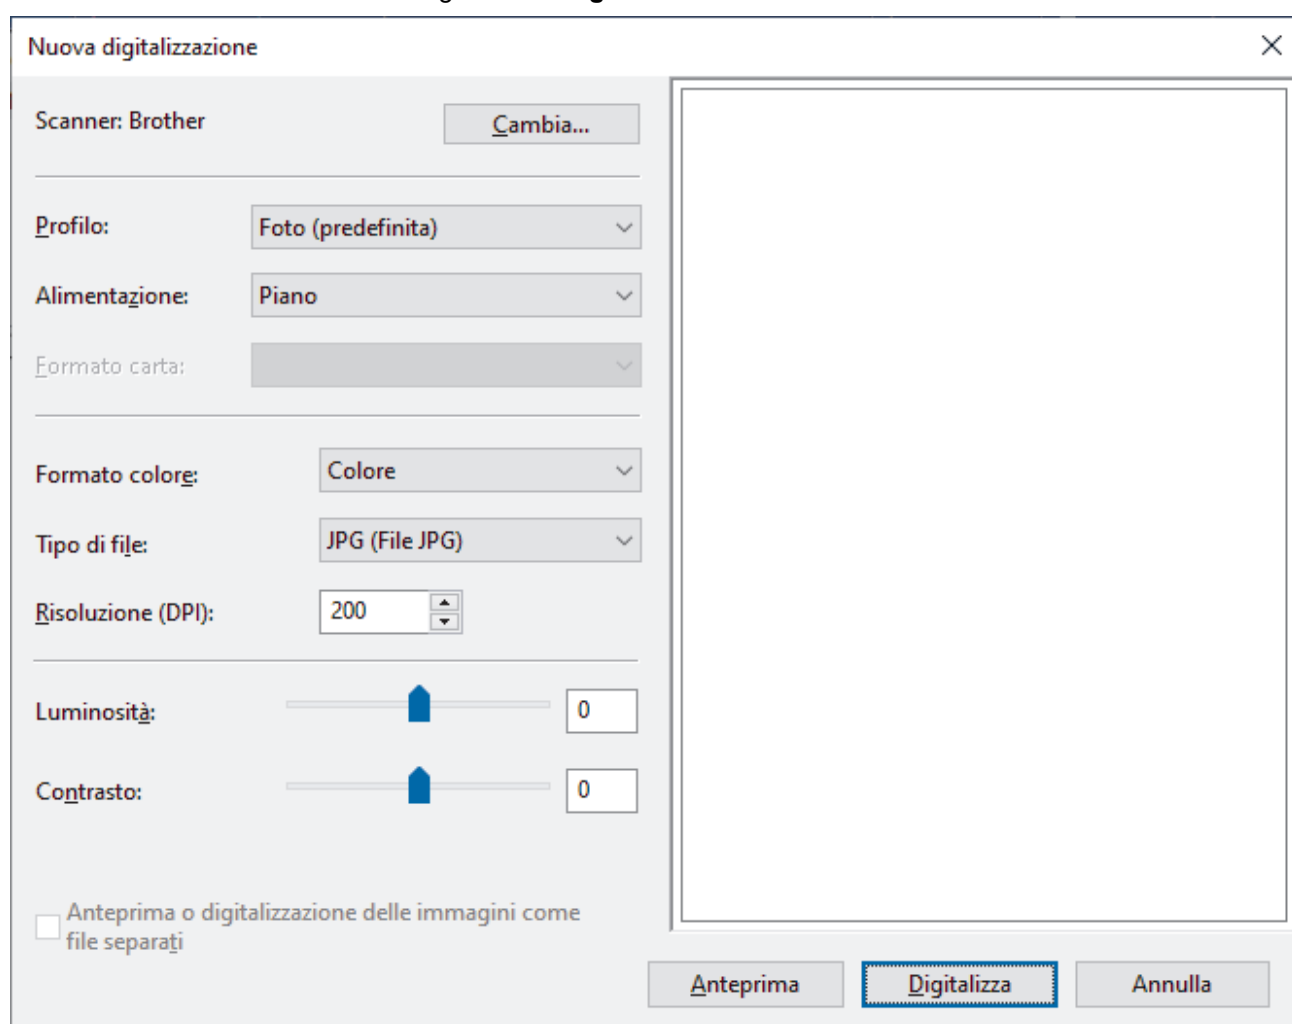 Nuova digitalizzazione
Scanner: Brother
Cambia...
Profilo:
Foto (predefinita)
Alimentazione:
Piano
Formato carta:
Formato colore:
Colore
Tipo di file:
JPG (File JPG)
Risoluzione (DPI):
200
Luminosità:
0
Contrasto:
0
Anteprima o digitalizzazione delle immagini come
file separati
Anteprima
Digitalizza
Annulla